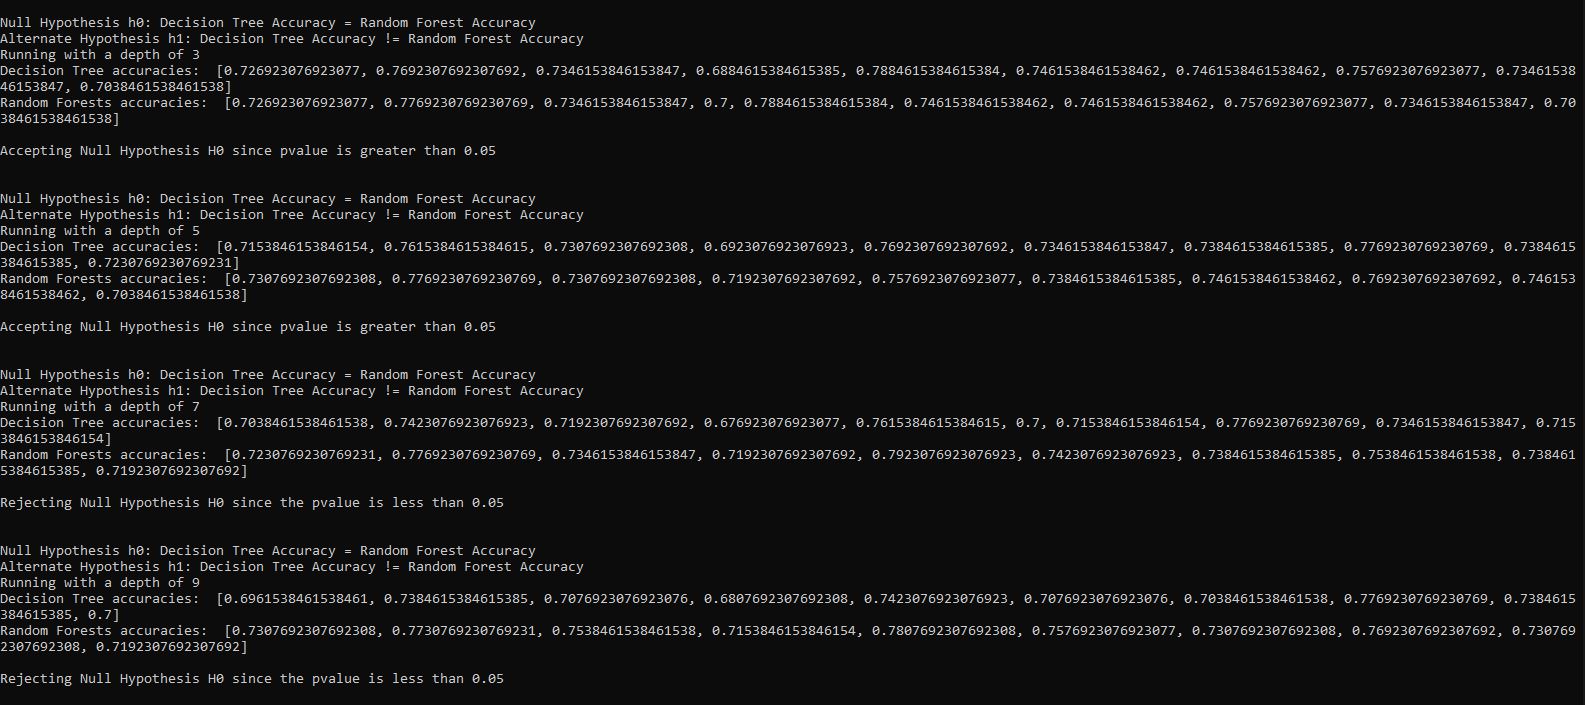 Null Hypothesis h0: Decision Tree Accuracy = Random Forest Accuracy
Alternate Hypothesis h1: Decision Tree Accuracy != Random Forest Accuracy
Running with a depth of 3
Decision Tree accuracies:  [0.726923076923077, 0.7692307692307692, 0.7346153846153847, 0.6884615384615385, 0.7884615384615384, 0.7461538461538462, 0.7461538461538462, 0.7576923076923077, 0.73461538
46153847, 0.7038461538461538]
Random Forests accuracies:  [0.726923076923077, 0.7769230769230769, 0.7346153846153847, 0.7, 0.7884615384615384, 0.7461538461538462, 0.7461538461538462, 0.7576923076923077, 0.7346153846153847, 0.70
38461538461538]
Accepting Null Hypothesis H0 since pvalue is greater than 0.05
Null Hypothesis h0: Decision Tree Accuracy = Random Forest Accuracy
Alternate Hypothesis h1: Decision Tree Accuracy != Random Forest Accuracy
Running with a depth of 5
Decision Tree accuracies:  [0.7153846153846154, 0.7615384615384615, 0.7307692307692308, 0.6923076923076923, 0.7692307692307692, 0.7346153846153847, 0.7384615384615385, 0.7769230769230769, 0.7384615
384615385, 0.7230769230769231]
Random Forests accuracies:  [0.7307692307692308, 0.7769230769230769, 0.7307692307692308, 0.7192307692307692, 0.7576923076923077, 0.7384615384615385, 0.7461538461538462, 0.7692307692307692, 0.746153
8461538462, 0.7038461538461538]
Accepting Null Hypothesis H0 since pvalue is greater than 0.05
Null Hypothesis h0: Decision Tree Accuracy = Random Forest Accuracy
Alternate Hypothesis h1: Decision Tree Accuracy != Random Forest Accuracy
Running with a depth of 7
Decision Tree accuracies:  [0.7038461538461538, 0.7423076923076923, 0.7192307692307692, 0.676923076923077, 0.7615384615384615, 0.7, 0.7153846153846154, 0.7769230769230769, 0.7346153846153847, 0.715
3846153846154]
Random Forests accuracies:  [0.7230769230769231, 0.7769230769230769, 0.7346153846153847, 0.7192307692307692, 0.7923076923076923, 0.7423076923076923, 0.7384615384615385, 0.7538461538461538, 0.738461
5384615385, 0.7192307692307692]
Rejecting Null Hypothesis H0 since the pvalue is less than 0.05
Null Hypothesis h0: Decision Tree Accuracy = Random Forest Accuracy
Alternate Hypothesis h1: Decision Tree Accuracy != Random Forest Accuracy
Running with a depth of 9
Decision Tree accuracies:  [0.6961538461538461, 0.7384615384615385, 0.7076923076923076, 0.6807692307692308, 0.7423076923076923, 0.7076923076923076, 0.7038461538461538, 0.7769230769230769, 0.7384615
384615385, 0.7]
Random Forests accuracies:  [0.7307692307692308, 0.7730769230769231, 0.7538461538461538, 0.7153846153846154, 0.7807692307692308, 0.7576923076923077, 0.7307692307692308, 0.7692307692307692, 0.730769
2307692308, 0.7192307692307692]
Rejecting Null Hypothesis H0 since the pvalue is less than 0.05